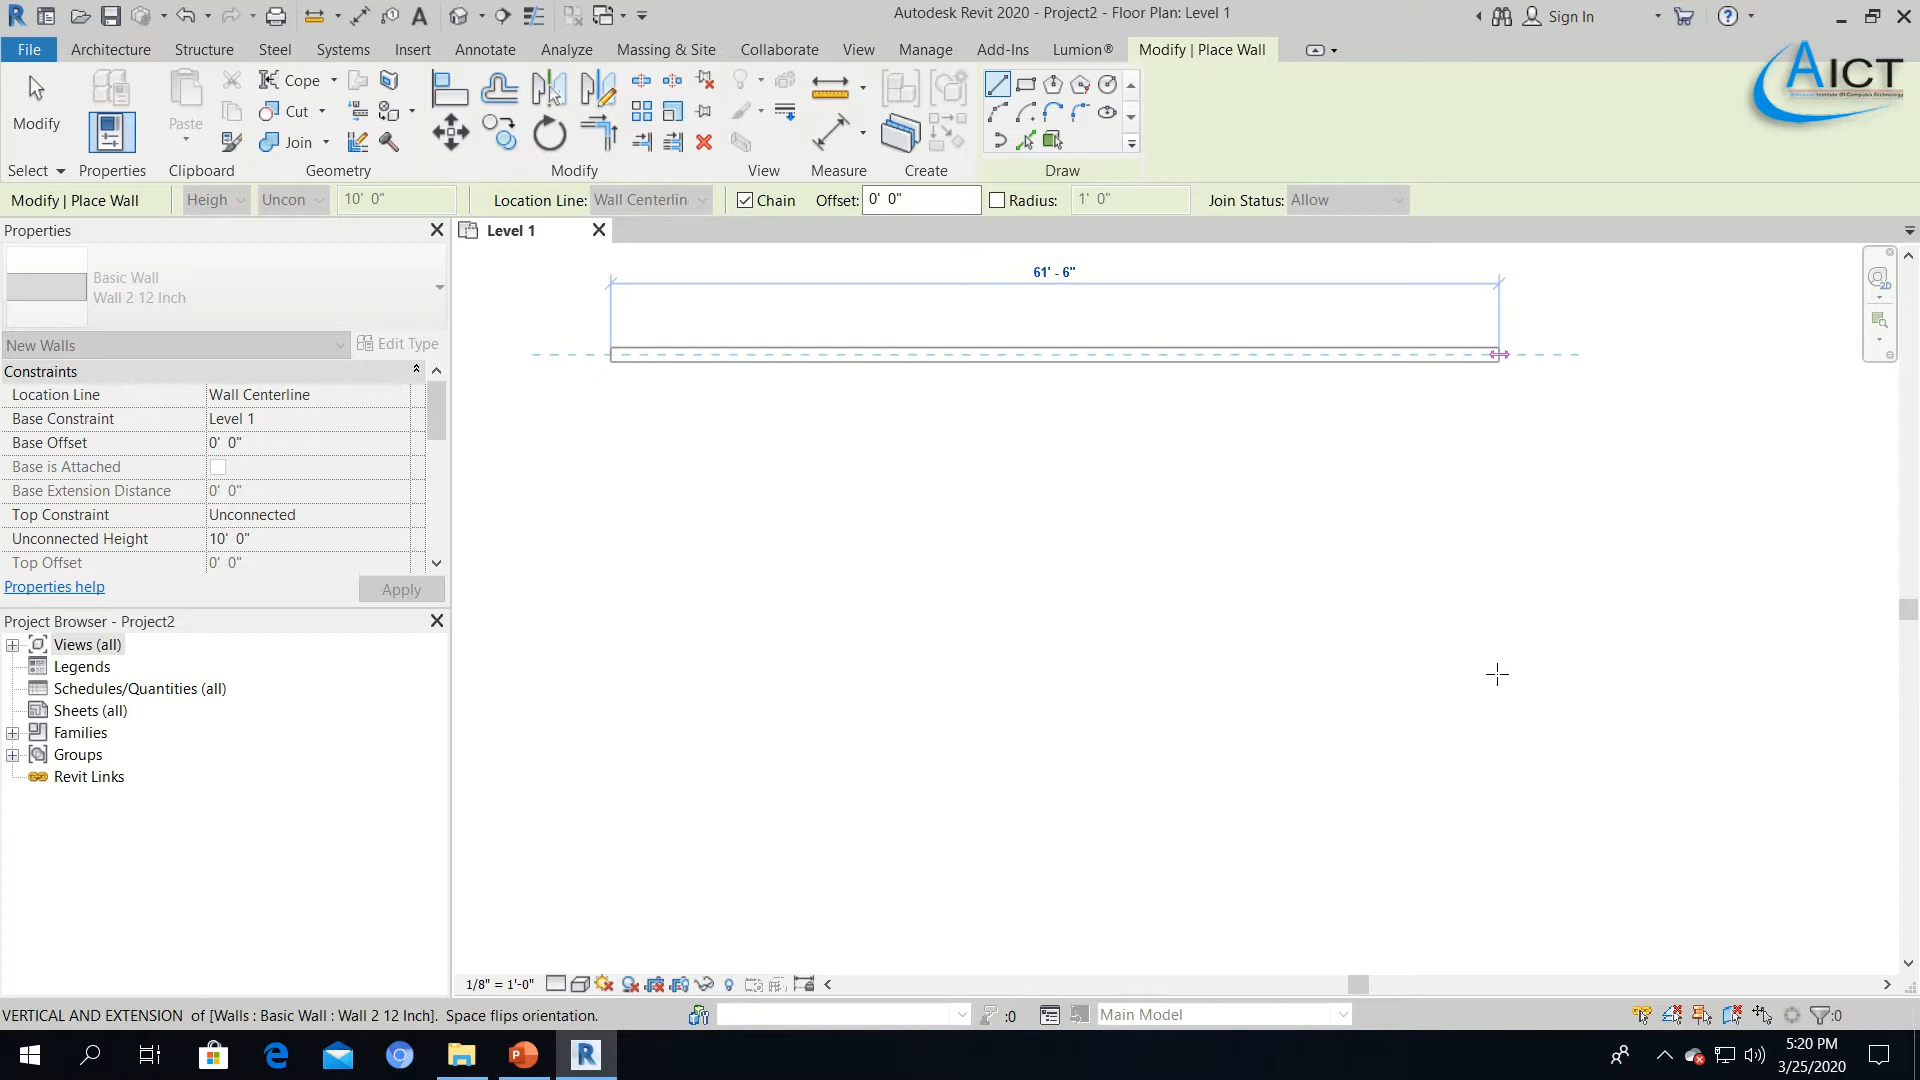 Autodesk Revit 2020 - Project2 - Floor Plan: Level 1
Sign In
File Architecture Structure Steel Systems Insert Annotate Analyze Massing & Site Collaborate View Manage Add-Ins Lumion® Modify | Place Wall
AICT
Modify
Paste
Cope
Cut
Join
Select Properties Clipboard Geometry Modify View Measure Create Draw
Modify | Place Wall Heigh Uncon 10' 0" Location Line: Wall Centerlin Chain Offset: 0' 0" Radius: 1' 0" Join Status: Allow
Properties
Level 1
Basic Wall
Wall 2 12 Inch
61' - 6"
2D
New Walls Edit Type
Constraints
Location Line Wall Centerline
Base Constraint Level 1
Base Offset 0' 0"
Base is Attached
Base Extension Distance 0' 0"
Top Constraint Unconnected
Unconnected Height 10' 0"
Top Offset 0' 0"
Properties help Apply
Project Browser - Project2
Views (all)
Legends
Schedules/Quantities (all)
Sheets (all)
Families
Groups
Revit Links
1/8" = 1'-0"
VERTICAL AND EXTENSION of [Walls : Basic Wall : Wall 2 12 Inch]. Space flips orientation. :0 Main Model :0
5:20 PM
3/25/2020